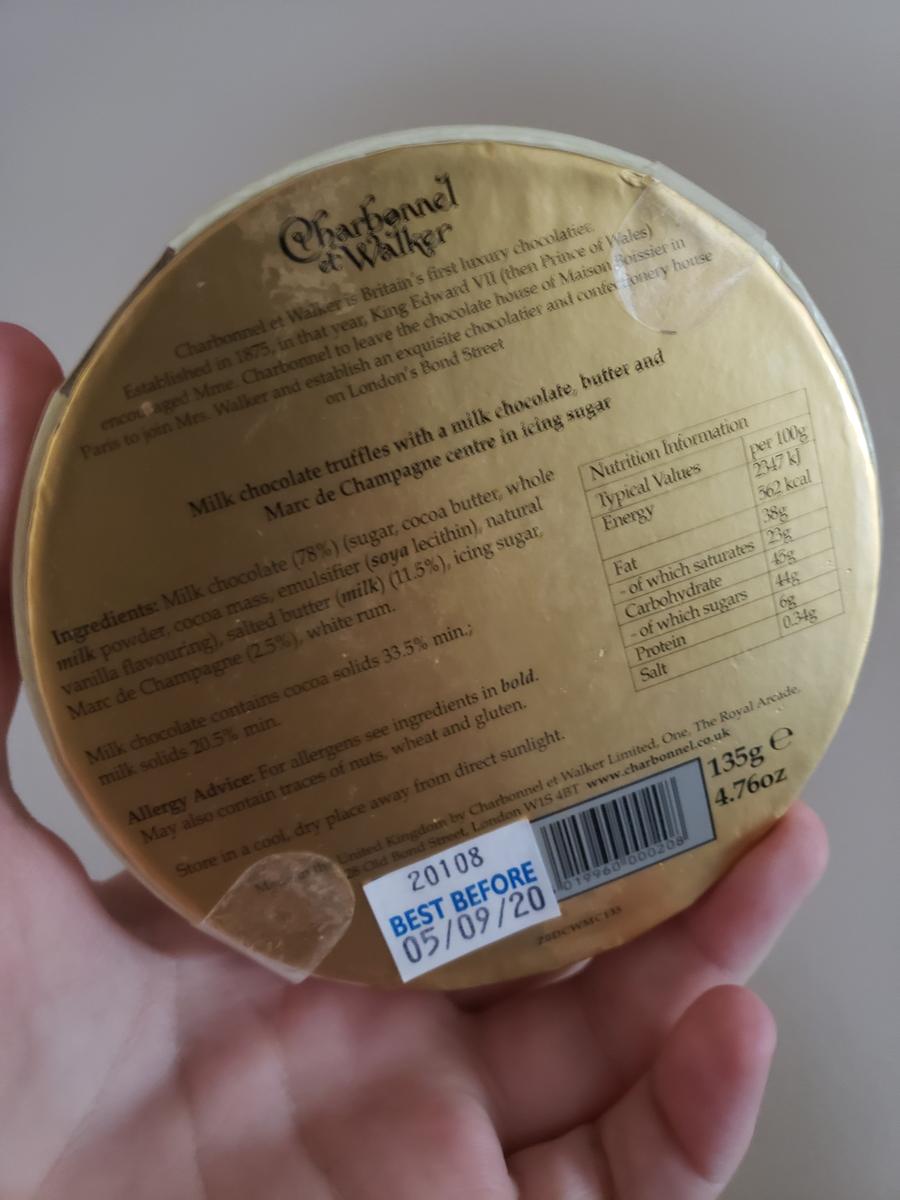 Charbonnel
et Walker
Charbonnel et Walker is Britain's first luxury chocolatier.
Established in 1875, in that year, King Edward VII (then Prince of Wales)
encouraged Mme. Charbonnel to leave the chocolate house of Maison Boissier in
Paris to join Mrs. Walker and establish an exquisite chocolatier and confectionery house
on London's Bond Street
Milk chocolate truffles with a milk chocolate, butter and
Marc de Champagne centre in icing sugar
Ingredients: Milk chocolate (78%) (sugar, cocoa butter, whole
milk powder, cocoa mass, emulsifier (soya lecithin), natural
vanilla flavouring), salted butter (milk) (11.5%), icing sugar,
Marc de Champagne (2.5%), white rum.
Milk chocolate contains cocoa solids 33.5% min.;
milk solids 20.5% min.
Allergy Advice: For allergens see ingredients in bold.
May also contain traces of nuts, wheat and gluten.
Store in a cool, dry place away from direct sunlight.
Nutrition Information
Typical Values per 100g
Energy 2347 kJ
562 kcal
Fat 38g
- of which saturates 23g
Carbohydrate 45g
- of which sugars 44g
Protein 6g
Salt 0.34g
Made in the United Kingdom by Charbonnel et Walker Limited, One, The Royal Arcade,
28 Old Bond Street, London W1S 4BT www.charbonnel.co.uk
135g e
4.76oz
019960 000208
20108
BEST BEFORE
05/09/20